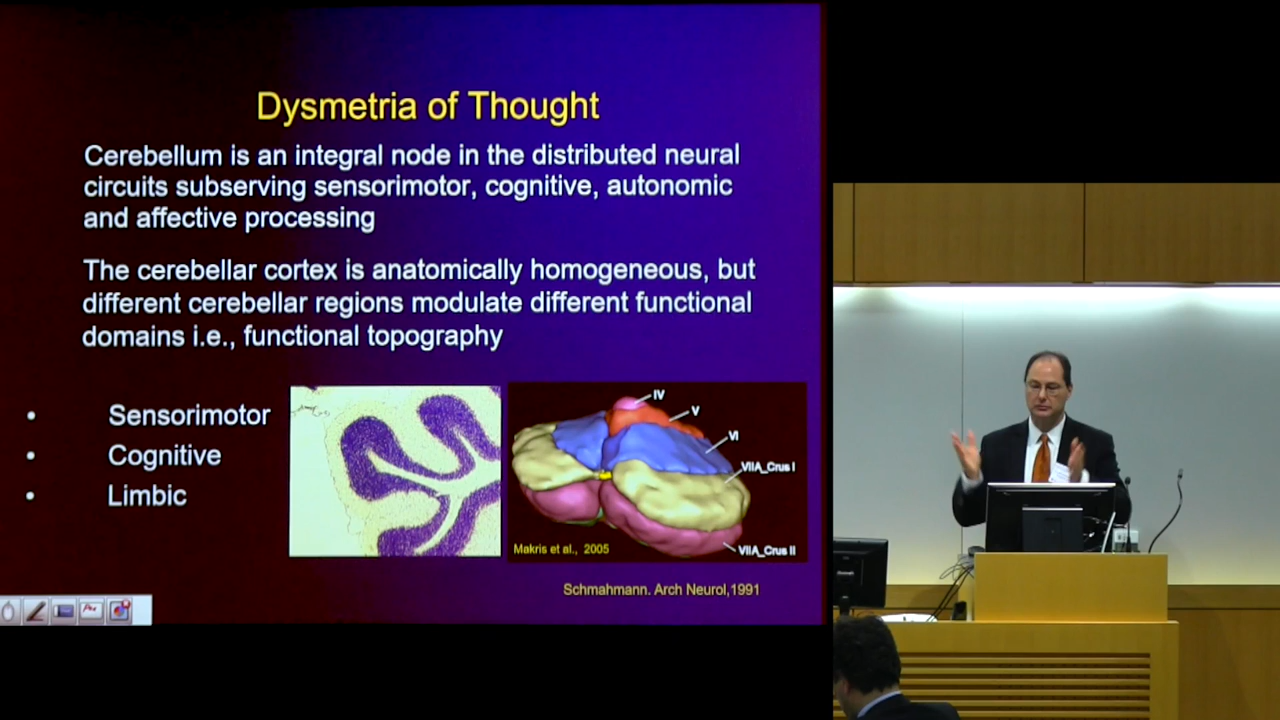 Dysmetria of Thought
Cerebellum is an integral node in the distributed neural
circuits subserving sensorimotor, cognitive, autonomic
and affective processing
The cerebellar cortex is anatomically homogeneous, but
different cerebellar regions modulate different functional
domains i.e., functional topography
• Sensorimotor
• Cognitive
• Limbic
IV
V
VI
VIIA_Crus I
VIIA_Crus II
Makris et al., 2005
Schmahmann. Arch Neurol,1991